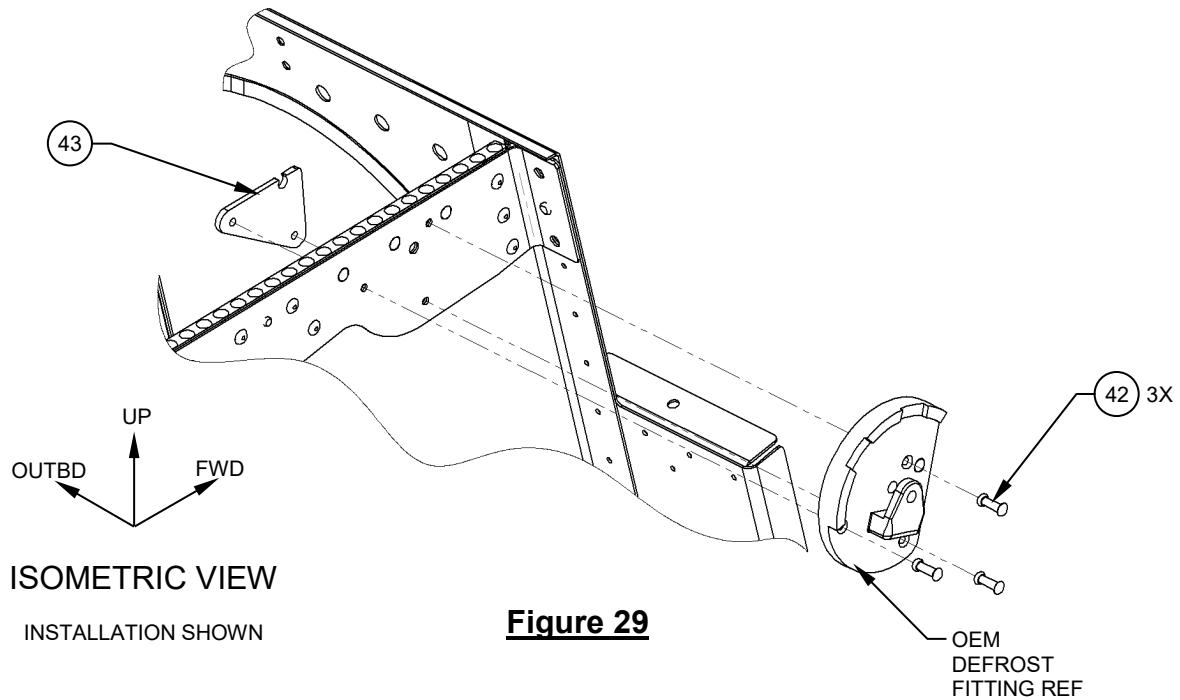 43
42 3X
UP
OUTBD
FWD
ISOMETRIC VIEW
INSTALLATION SHOWN
Figure 29
OEM
DEFROST
FITTING REF